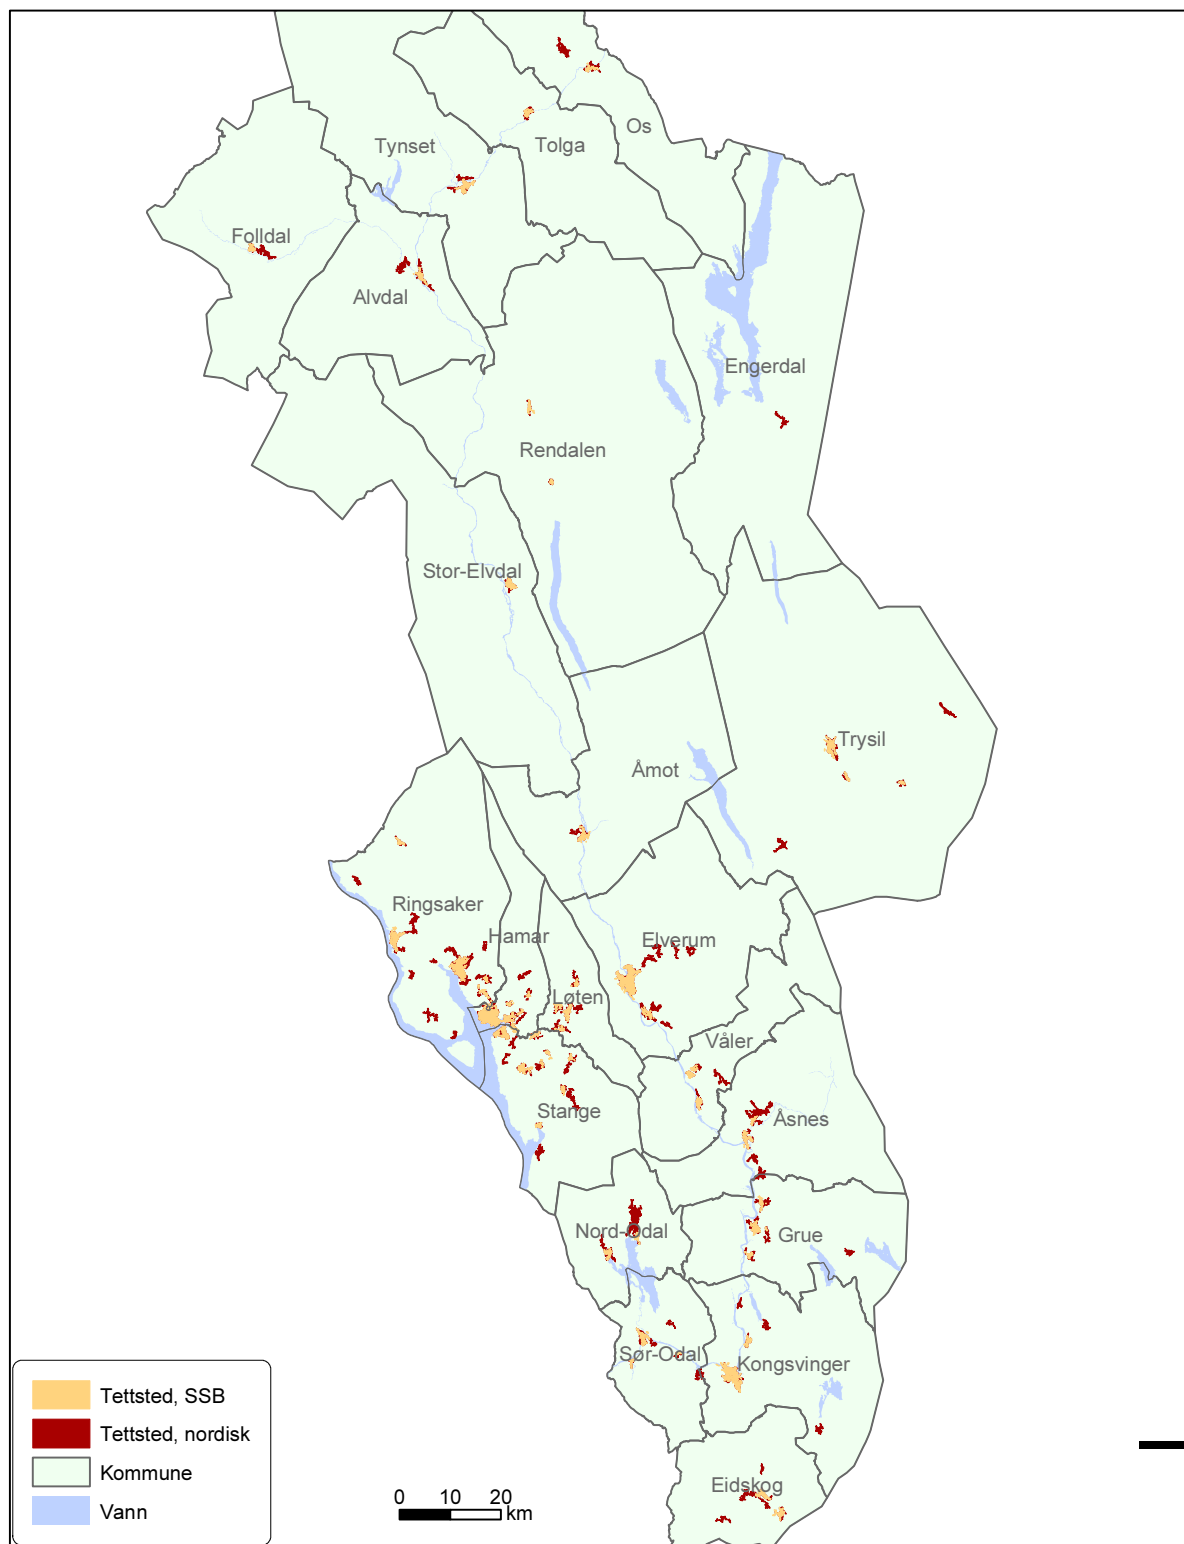 Os
Tynset
Tolga
Folldal
Alvdal
Engerdal
Rendalen
Stor-Elvdal
Trysil
Åmot
Ringsaker
Hamar
Elverum
Løten
Våler
Stange
Åsnes
Nord-Odal
Grue
Sør-Odal
Kongsvinger
Eidskog
Tettsted, SSB
Tettsted, nordisk
Kommune
Vann
0 10 20
km